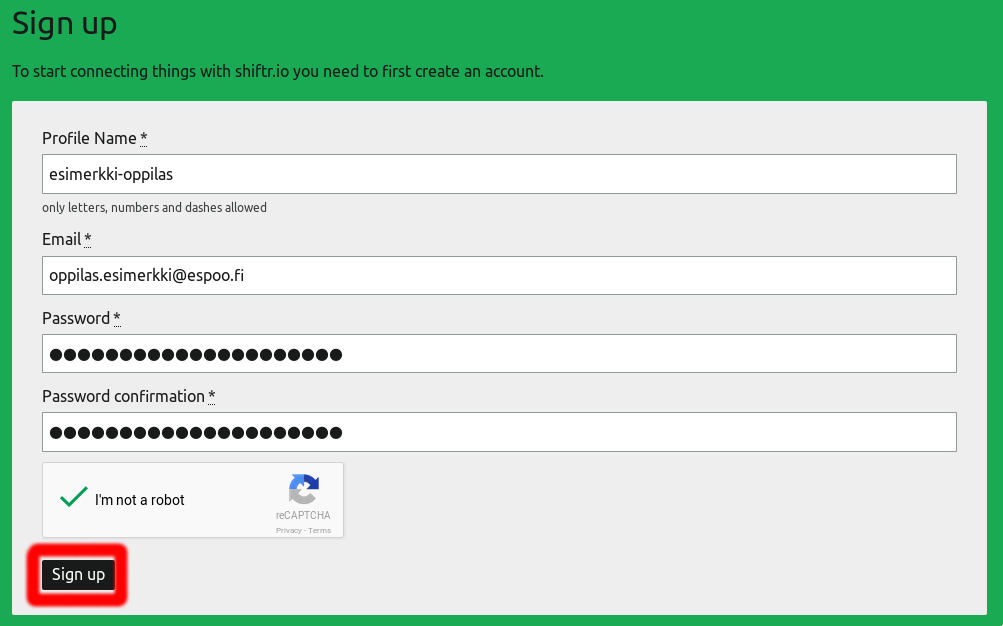 Sign up
To start connecting things with shiftr.io you need to first create an account.
Profile Name *
esimerkki-oppilas
only letters, numbers and dashes allowed
Email *
oppilas.esimerkki@espoo.fi
Password *
●●●●●●●●●●●●●●●●●●●●●
Password confirmation *
●●●●●●●●●●●●●●●●●●●●●
I'm not a robot
reCAPTCHA
Privacy - Terms
Sign up